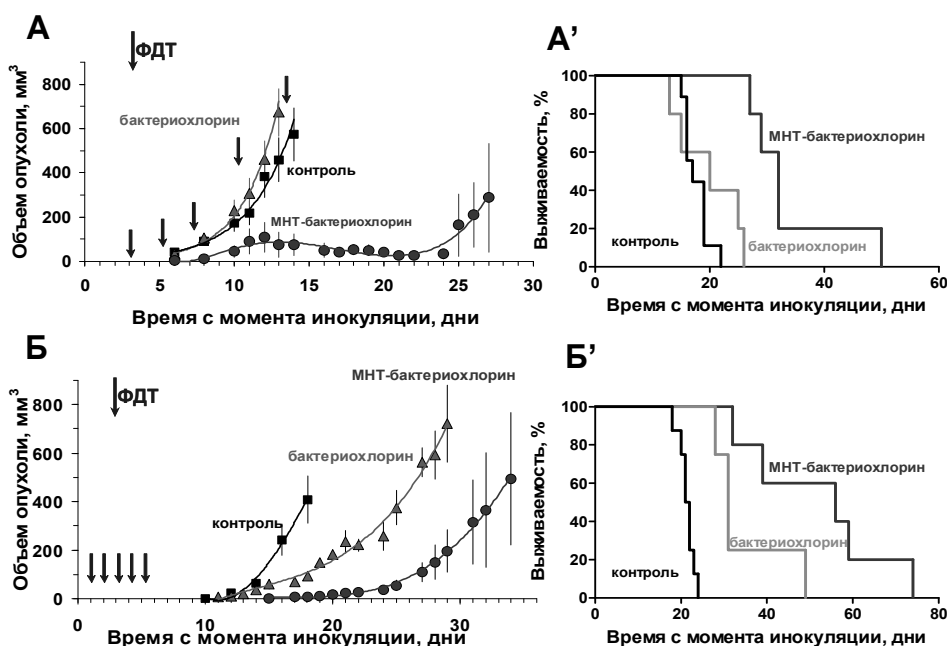 А
ФДТ
Объем опухоли, мм³
800
600
400
200
0
бактериохлорин
контроль
МНТ-бактериохлорин
0 5 10 15 20 25 30
Время с момента инокуляции, дни
А’
Выживаемость, %
100
80
60
40
20
0
МНТ-бактериохлорин
контроль
бактериохлорин
0 20 40 60
Время с момента инокуляции, дни
Б
ФДТ
Объем опухоли, мм³
800
600
400
200
0
МНТ-бактериохлорин
бактериохлорин
контроль
0 10 20 30
Время с момента инокуляции, дни
Б’
Выживаемость, %
100
80
60
40
20
0
МНТ-бактериохлорин
бактериохлорин
контроль
0 20 40 60 80
Время с момента инокуляции, дни